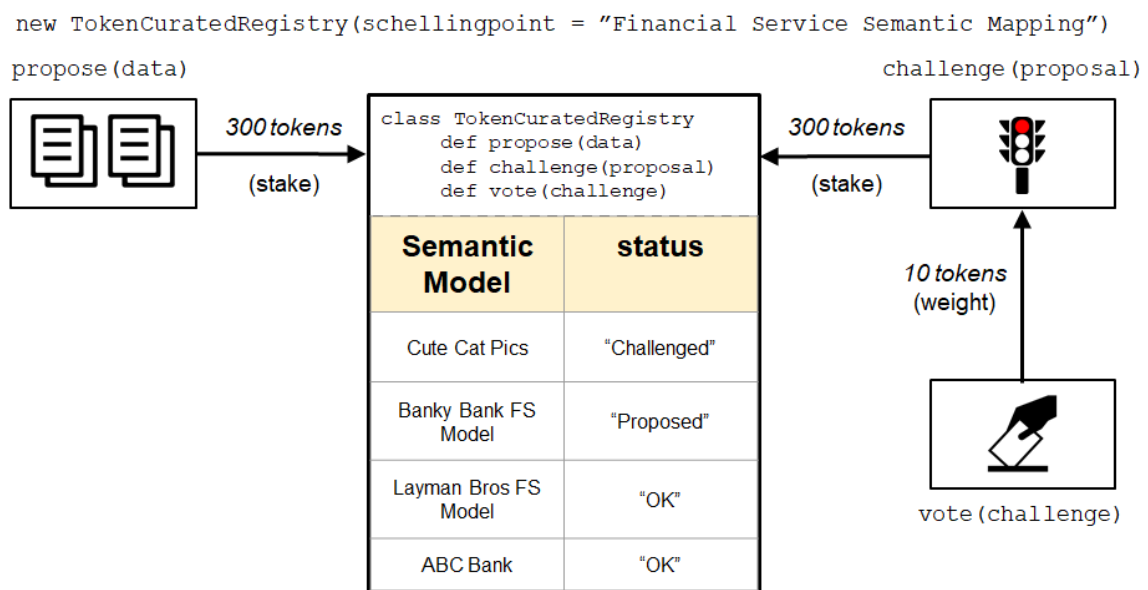 new TokenCuratedRegistry(schellingpoint = ”Financial Service Semantic Mapping”)
propose(data)
challenge(proposal)
300 tokens
(stake)
class TokenCuratedRegistry
def propose(data)
def challenge(proposal)
def vote(challenge)
300 tokens
(stake)
Semantic
Model
status
10 tokens
(weight)
Cute Cat Pics
“Challenged”
Banky Bank FS
Model
“Proposed”
Layman Bros FS
Model
“OK”
vote(challenge)
ABC Bank
“OK”